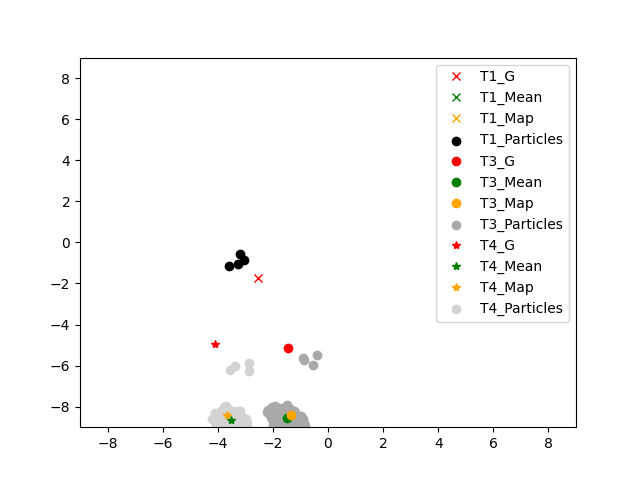 8
6
4
2
0
−2
−4
−6
−8
−8
−6
−4
−2
0
2
4
6
8
T1_G
T1_Mean
T1_Map
T1_Particles
T3_G
T3_Mean
T3_Map
T3_Particles
T4_G
T4_Mean
T4_Map
T4_Particles